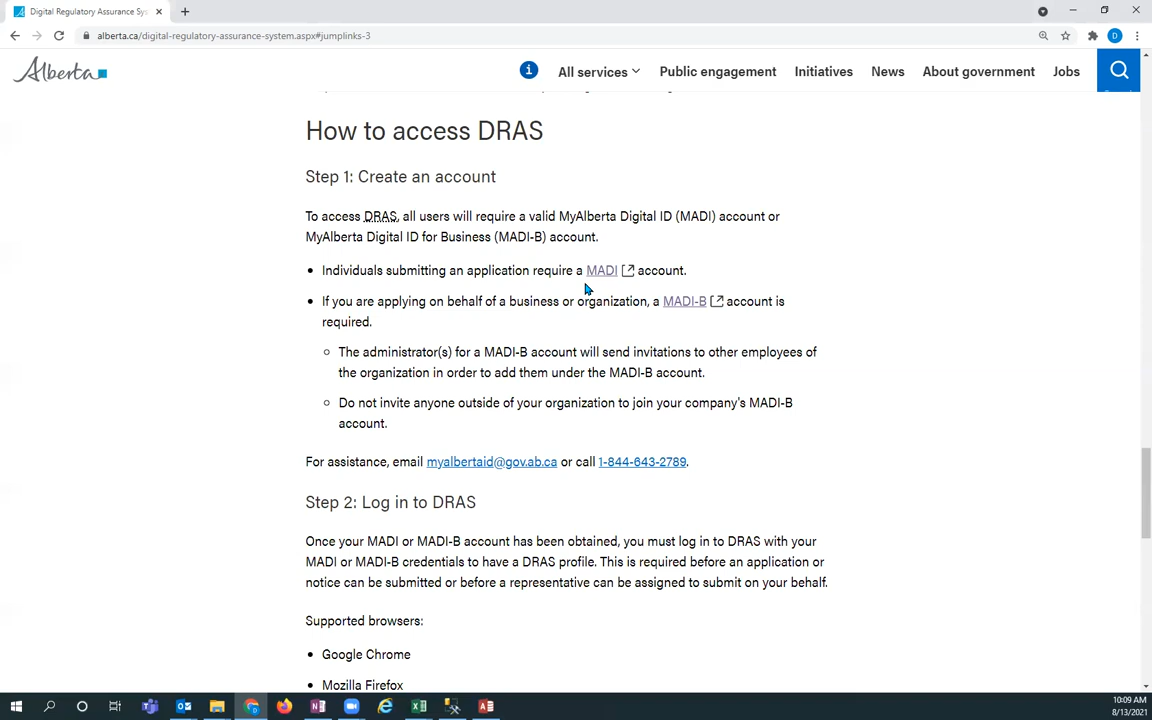 Digital Regulatory Assurance Sys
alberta.ca/digital-regulatory-assurance-system.aspx#jumplinks-3
D
Alberta
All services
Public engagement
Initiatives
News
About government
Jobs
How to access DRAS
Step 1: Create an account
To access DRAS, all users will require a valid MyAlberta Digital ID (MADI) account or
MyAlberta Digital ID for Business (MADI-B) account.
Individuals submitting an application require a MADI account.
If you are applying on behalf of a business or organization, a MADI-B account is
required.
The administrator(s) for a MADI-B account will send invitations to other employees of
the organization in order to add them under the MADI-B account.
Do not invite anyone outside of your organization to join your company's MADI-B
account.
For assistance, email myalbertaid@gov.ab.ca or call 1-844-643-2789.
Step 2: Log in to DRAS
Once your MADI or MADI-B account has been obtained, you must log in to DRAS with your
MADI or MADI-B credentials to have a DRAS profile. This is required before an application or
notice can be submitted or before a representative can be assigned to submit on your behalf.
Supported browsers:
Google Chrome
Mozilla Firefox
10:09 AM
8/13/2021